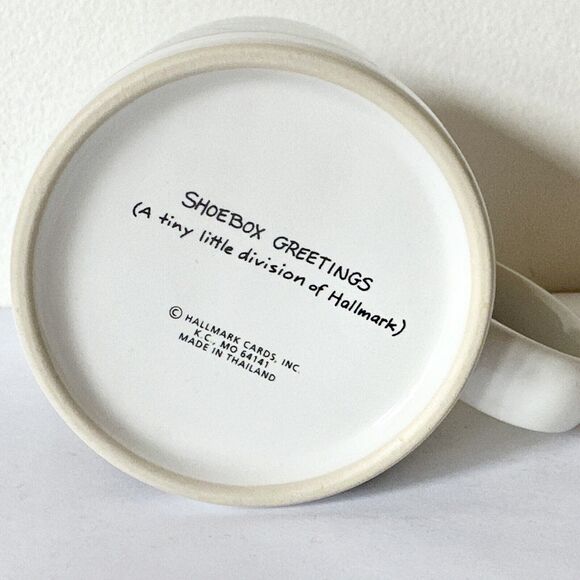 SHOEBOX GREETINGS
(A tiny little division of Hallmark)
© HALLMARK CARDS, INC.
K.C., MO 64141
MADE IN THAILAND